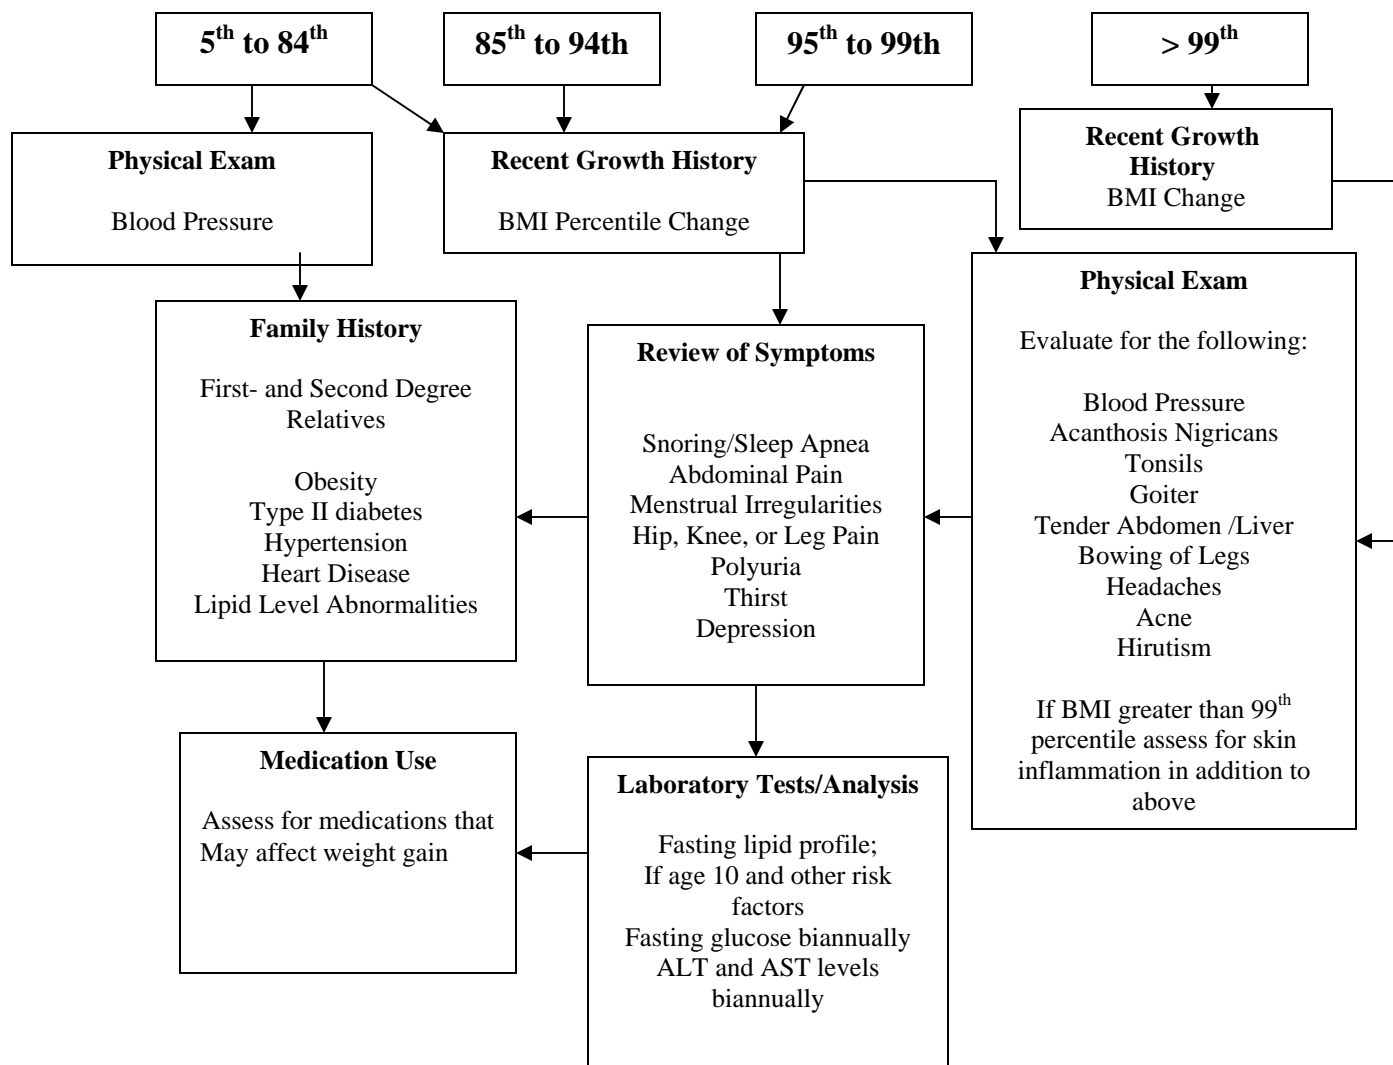 5th to 84th
85th to 94th
95th to 99th
> 99th
Physical Exam
Blood Pressure
Recent Growth History
BMI Percentile Change
Recent Growth
History
BMI Change
Family History
First- and Second Degree
Relatives
Obesity
Type II diabetes
Hypertension
Heart Disease
Lipid Level Abnormalities
Review of Symptoms
Snoring/Sleep Apnea
Abdominal Pain
Menstrual Irregularities
Hip, Knee, or Leg Pain
Polyuria
Thirst
Depression
Physical Exam
Evaluate for the following:
Blood Pressure
Acanthosis Nigricans
Tonsils
Goiter
Tender Abdomen /Liver
Bowing of Legs
Headaches
Acne
Hirutism
If BMI greater than 99th
percentile assess for skin
inflammation in addition to
above
Medication Use
Assess for medications that
May affect weight gain
Laboratory Tests/Analysis
Fasting lipid profile;
If age 10 and other risk
factors
Fasting glucose biannually
ALT and AST levels
biannually